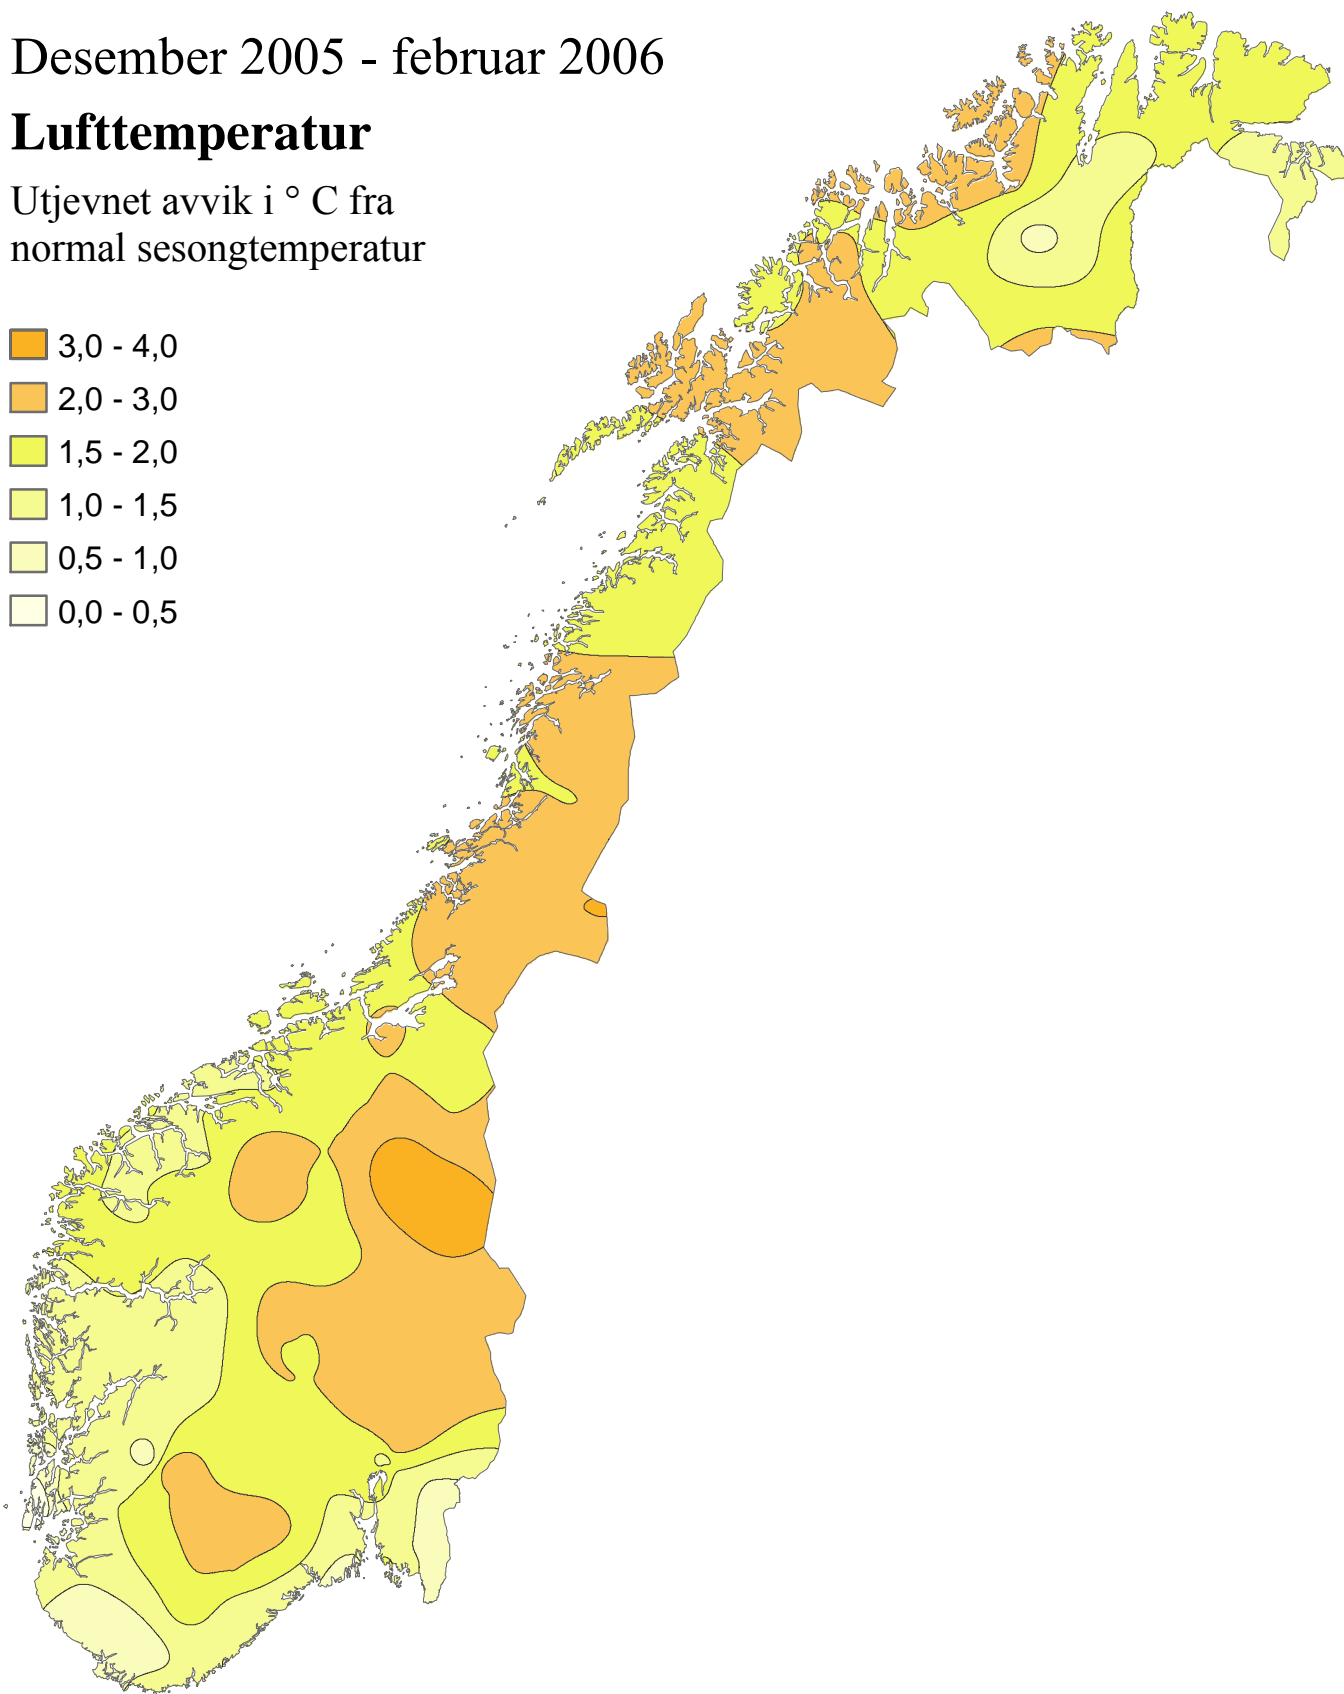 Desember 2005 - februar 2006
Lufttemperatur
Utjevnet avvik i ° C fra
normal sesongtemperatur
3,0 - 4,0
2,0 - 3,0
1,5 - 2,0
1,0 - 1,5
0,5 - 1,0
0,0 - 0,5